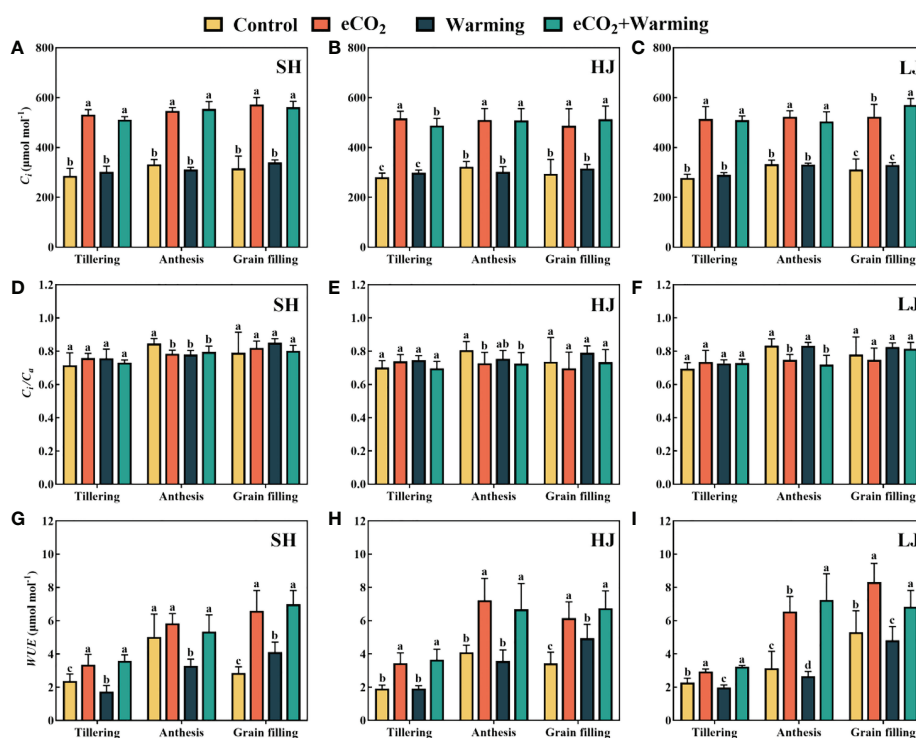 Control eCO₂ Warming eCO₂+Warming
A SH
Cᵢ (μmol mol⁻¹)
800
600
400
200
0
b a b a
b a b a
b a b a
Tillering Anthesis Grain filling
B HJ
800
600
400
200
0
c a c b
b a b a
b a b a
Tillering Anthesis Grain filling
C LJ
800
600
400
200
0
b a b a
b a b a
c b c a
Tillering Anthesis Grain filling
D SH
Cᵢ/Cₐ
1.2
1.0
0.8
0.6
0.4
0.2
0.0
a a a a
a b b b
a a a a
Tillering Anthesis Grain filling
E HJ
1.2
1.0
0.8
0.6
0.4
0.2
0.0
a a a a
a b ab b
a a a a
Tillering Anthesis Grain filling
F LJ
1.2
1.0
0.8
0.6
0.4
0.2
0.0
a a a a
a b a b
a a a a
Tillering Anthesis Grain filling
G SH
WUE (μmol mol⁻¹)
12
10
8
6
4
2
0
c a b a
a a b a
c a b a
Tillering Anthesis Grain filling
H HJ
12
10
8
6
4
2
0
b a b a
b a b a
c a b a
Tillering Anthesis Grain filling
I LJ
12
10
8
6
4
2
0
b a c a
c b d a
b a c a
Tillering Anthesis Grain filling